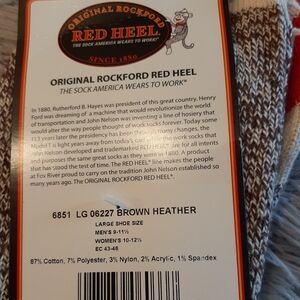 ORIGINAL ROCKFORD
RED HEEL
THE SOCK AMERICA WEARS TO WORK
SINCE 1880
ORIGINAL ROCKFORD RED HEEL
THE SOCK AMERICA WEARS TO WORK®
In 1880, Rutherford B. Hayes was president of this great country. Henry
Ford was dreaming of a machine that would revolutionize the world
of transportation and John Nelson was inventing a line of hosiery that
would alter the way people thought of work socks forever. Today some
113 years later the presidency has been through many changes, the
Model T is light years away from where it was but the work sock that
John Nelson developed and trademarked RED HEEL® are for all intents
and purposes the same great socks as they were in 1880. A product
that has stood the test of time. The RED HEEL® like makes the people
at Fox River proud to carry on the tradition John Nelson established so
many years ago. The ORIGINAL ROCKFORD RED HEEL®.
6851 LG 06227 BROWN HEATHER
LARGE SHOE SIZE
MEN'S 9-11½
WOMEN'S 10-12½
EC 43-46
87% Cotton, 7% Polyester, 3% Nylon, 2% Acrylic, 1% Spandex